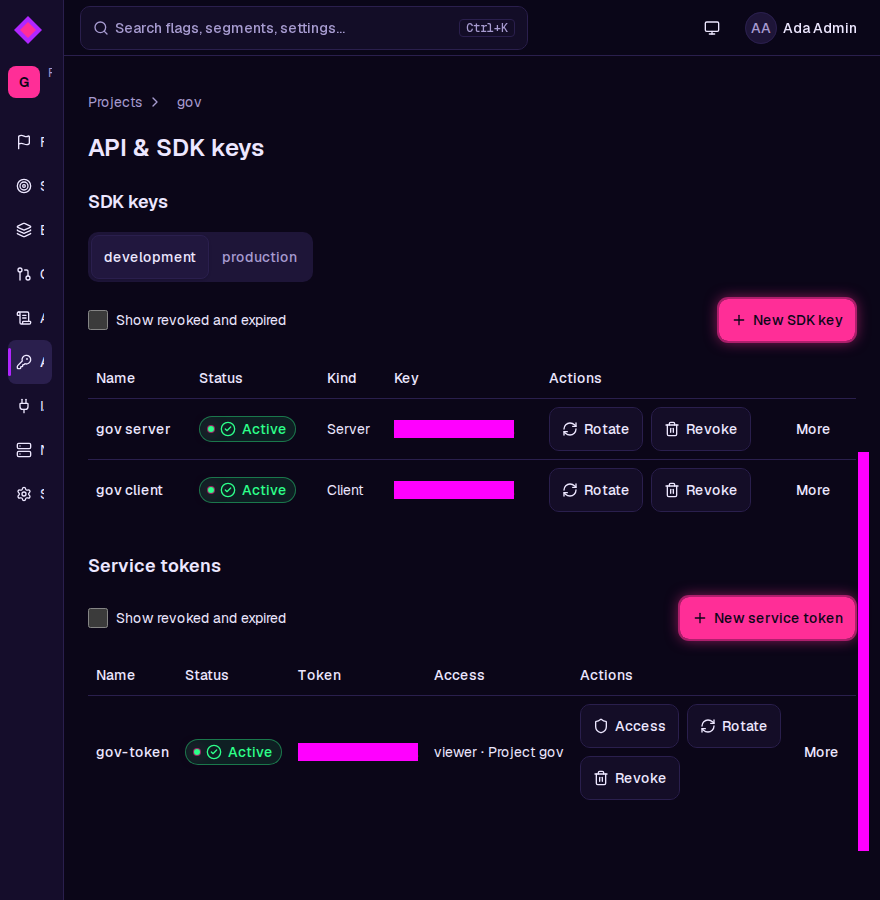 Search flags, segments, settings...
Ctrl+K
AA
Ada Admin
G
Projects
gov
API & SDK keys
SDK keys
development
production
Show revoked and expired
New SDK key
Name Status Kind Key Actions
gov server Active Server Rotate Revoke More
gov client Active Client Rotate Revoke More
Service tokens
Show revoked and expired
New service token
Name Status Token Access Actions
gov-token Active viewer · Project gov Access Rotate Revoke More